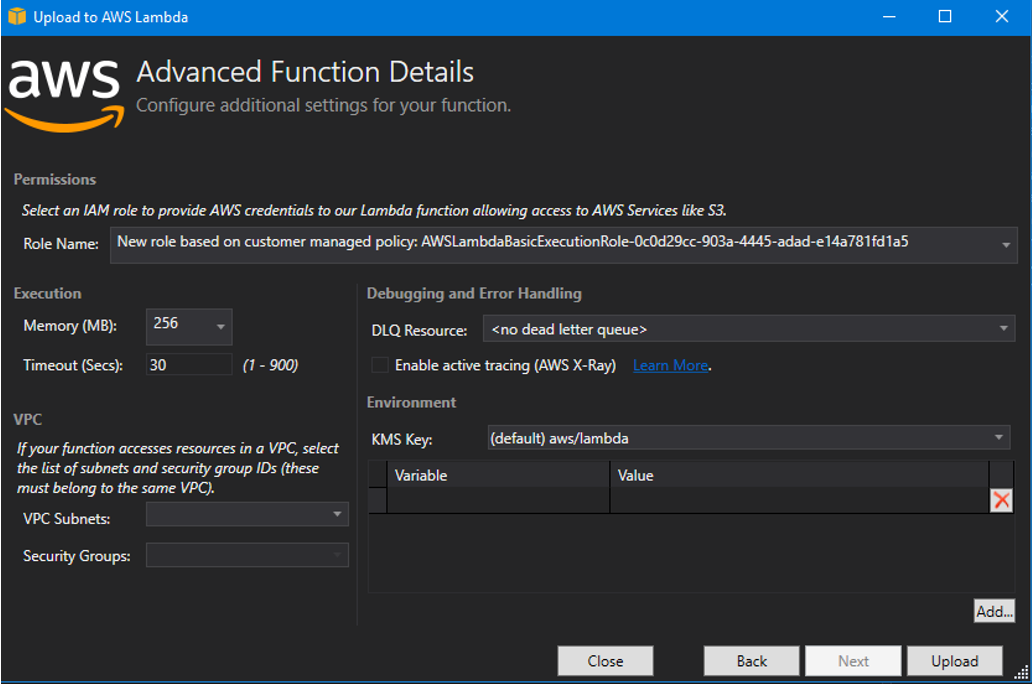 Upload to AWS Lambda
aws
Advanced Function Details
Configure additional settings for your function.
Permissions
Select an IAM role to provide AWS credentials to our Lambda function allowing access to AWS Services like S3.
Role Name: New role based on customer managed policy: AWSLambdaBasicExecutionRole-0c0d29cc-903a-4445-adad-e14a781fd1a5
Execution
Memory (MB): 256
Timeout (Secs): 30 (1 - 900)
VPC
If your function accesses resources in a VPC, select
the list of subnets and security group IDs (these
must belong to the same VPC).
VPC Subnets:
Security Groups:
Debugging and Error Handling
DLQ Resource: <no dead letter queue>
Enable active tracing (AWS X-Ray) Learn More.
Environment
KMS Key: (default) aws/lambda
Variable Value
Add...
Close Back Next Upload